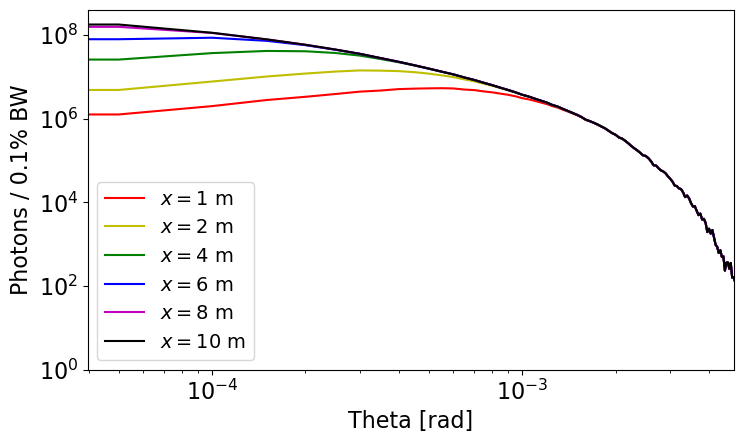 Photons / 0.1% BW
10^8
10^6
10^4
10^2
10^0
x = 1 m
x = 2 m
x = 4 m
x = 6 m
x = 8 m
x = 10 m
10^-4
10^-3
Theta [rad]